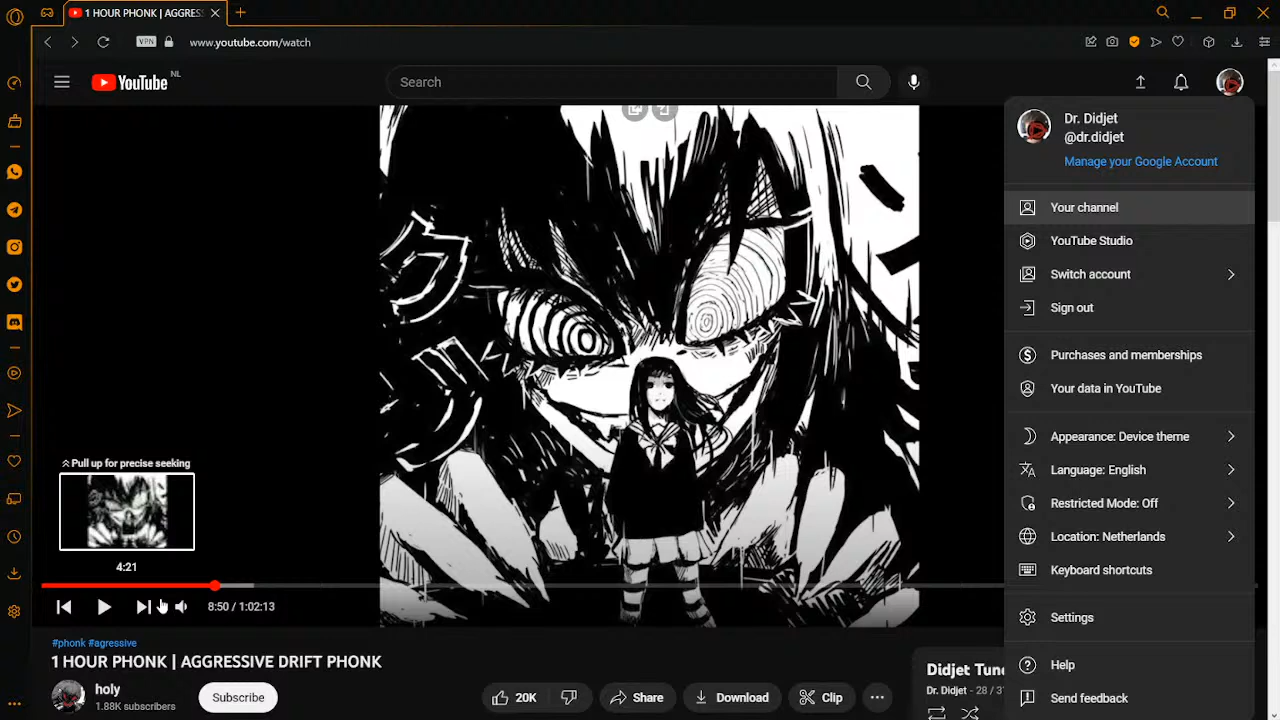 1 HOUR PHONK | AGGRES
VPN
www.youtube.com/watch
YouTube NL
Search
Dr. Didjet
@dr.didjet
Manage your Google Account
Your channel
YouTube Studio
Switch account
Sign out
Purchases and memberships
Your data in YouTube
Appearance: Device theme
Language: English
Restricted Mode: Off
Location: Netherlands
Keyboard shortcuts
Settings
Help
Send feedback
Pull up for precise seeking
4:21
8:50 / 1:02:13
#phonk #agressive
1 HOUR PHONK | AGGRESSIVE DRIFT PHONK
holy
1.88K subscribers
Subscribe
20K
Share
Download
Clip
Didjet Tune
Dr. Didjet - 28 / 3